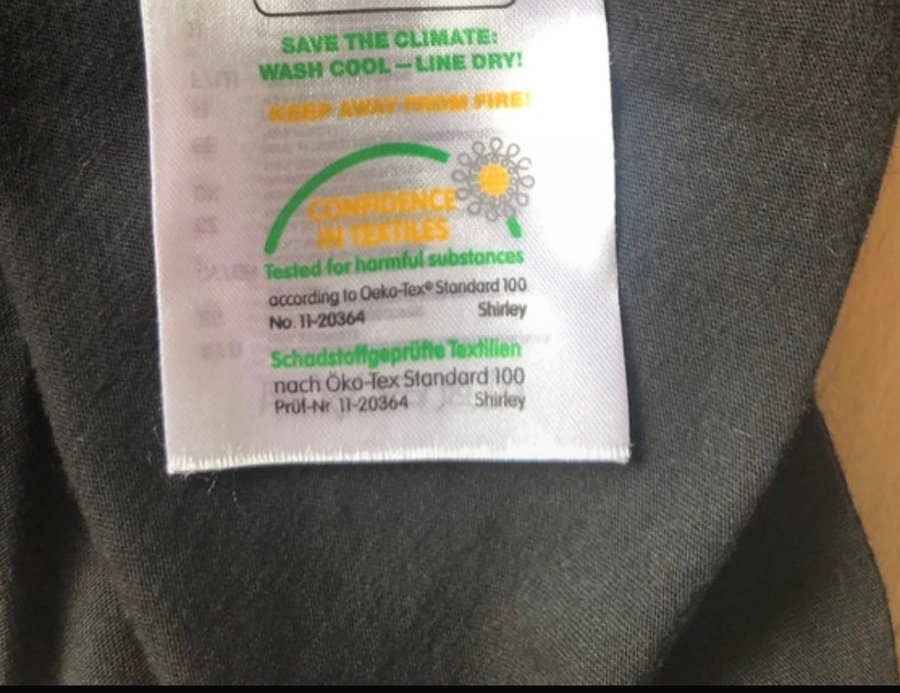 SAVE THE CLIMATE:
WASH COOL—LINE DRY!
KEEP AWAY FROM FIRE!
CONFIDENCE
IN TEXTILES
Tested for harmful substances
according to Oeko-Tex® Standard 100
No. 11-20364 Shirley
Schadstoffgeprüfte Textilien
nach Öko-Tex Standard 100
Prüf-Nr 11-20364 Shirley